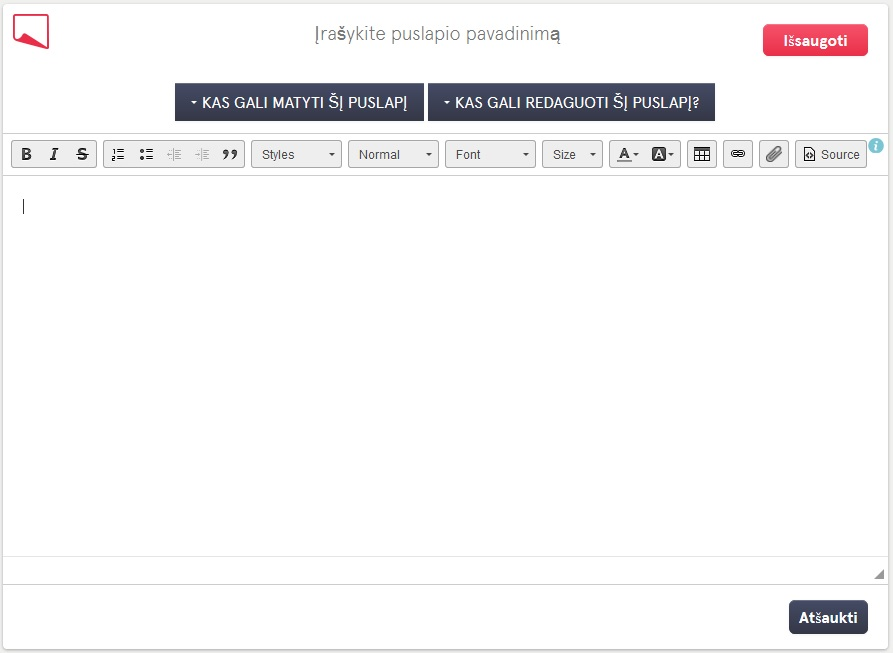 Įrašykite puslapio pavadinimą
Išsaugoti
KAS GALI MATYTI ŠĮ PUSLAPĮ
KAS GALI REDAGUOTI ŠĮ PUSLAPĮ?
B I S Styles Normal Font Size A A Source i
Atšaukti